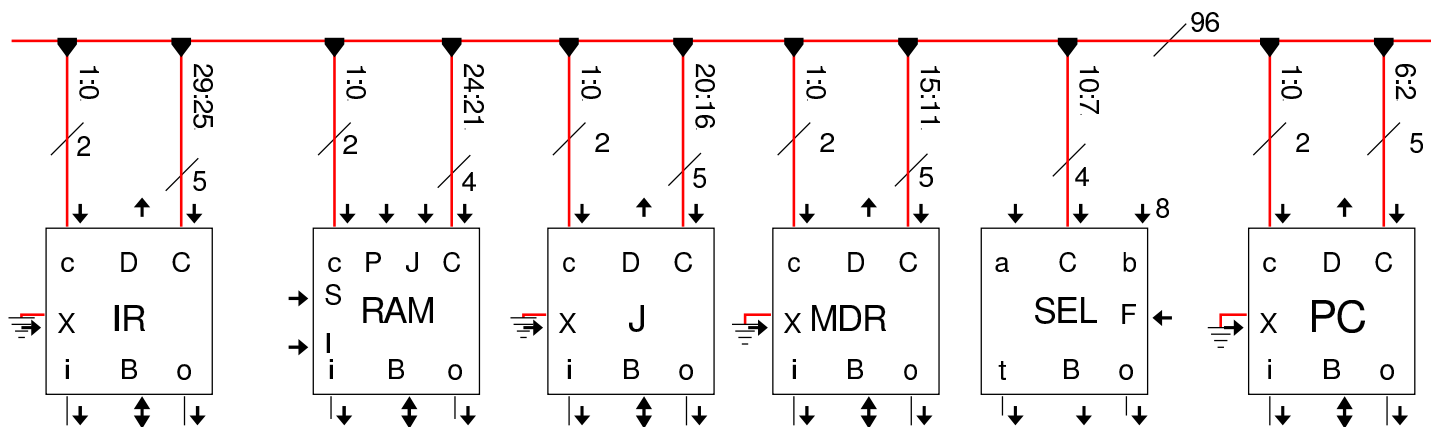 96
1:0 29:25 1:0 24:21 1:0 20:16 1:0 15:11 10:7 1:0 6:2
2 5 2 4 2 5 2 5 4 2 5
8
c D C c P J C c D C c D C a C b c D C
S
X IR RAM X J X MDR SEL F X PC
I
i B o i B o i B o i B o t B o i B o